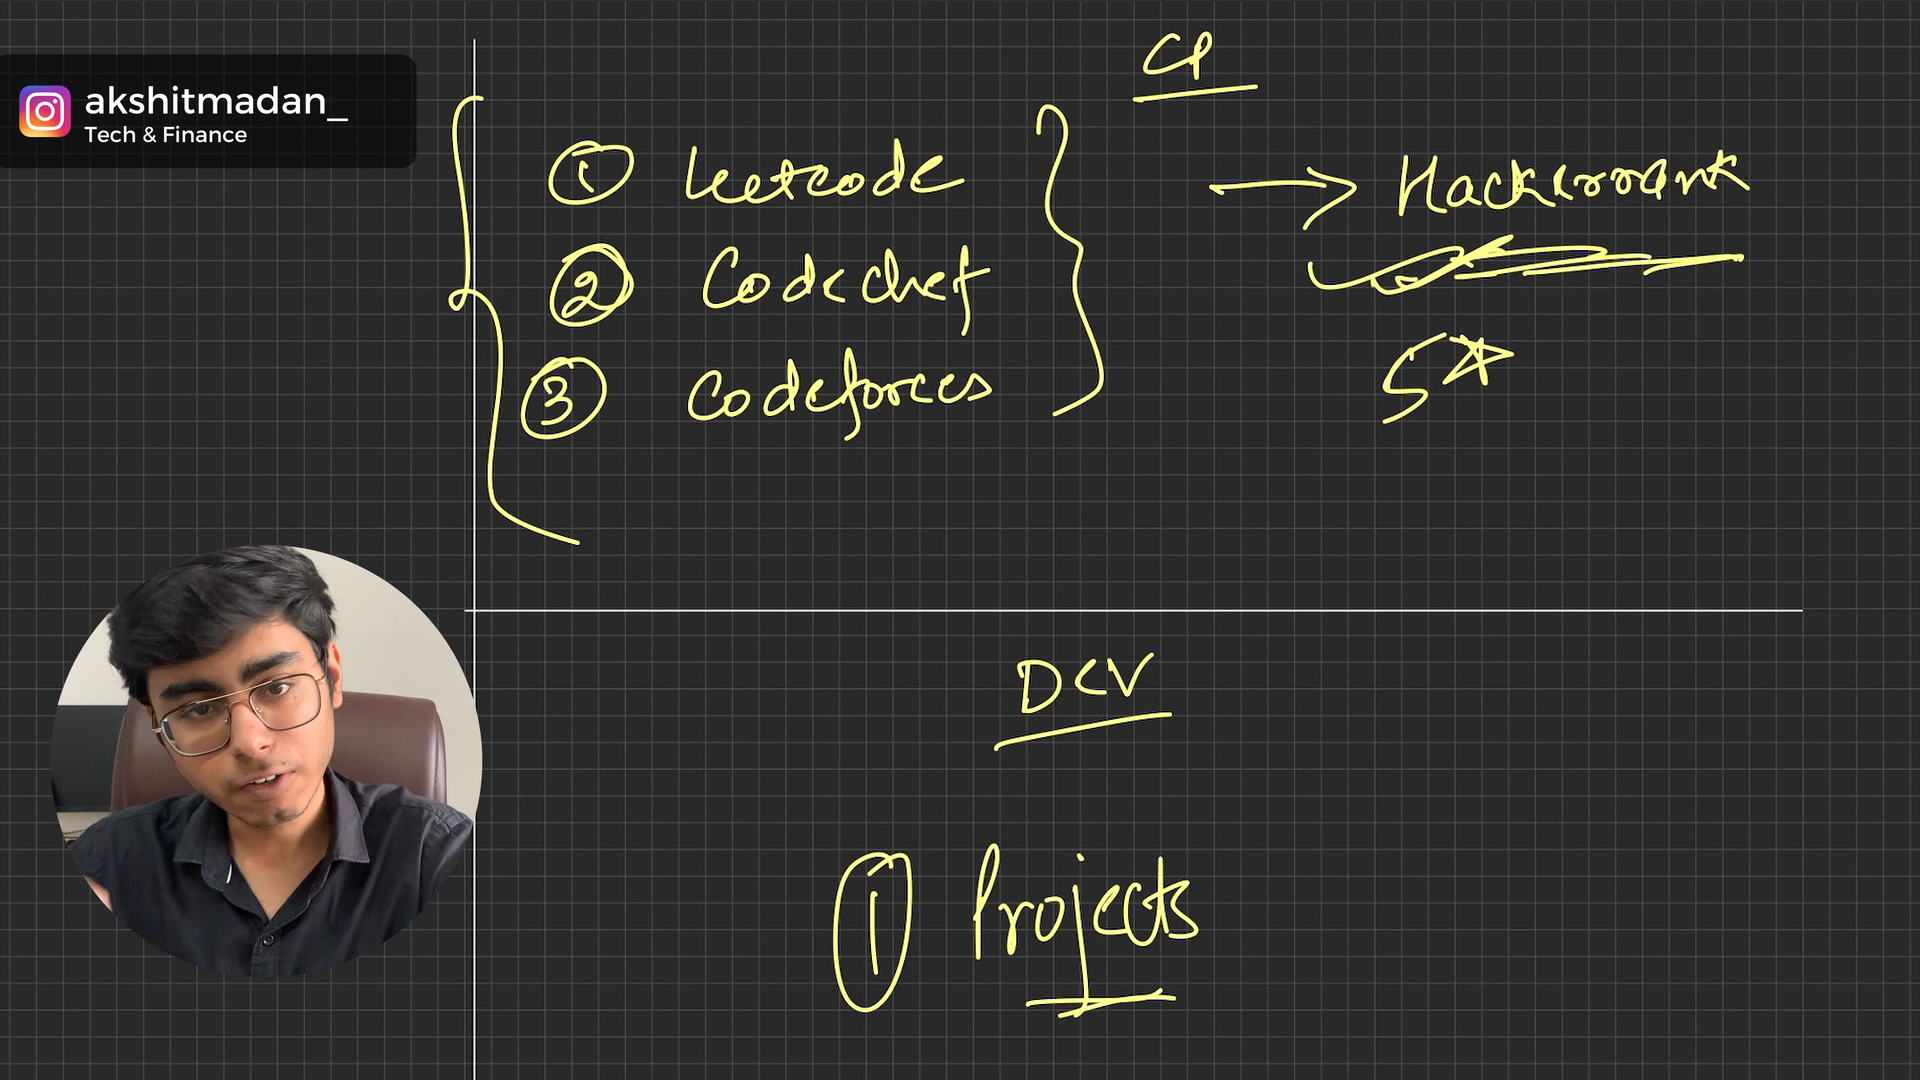 akshitmadan_
Tech & Finance
CP
① Leetcode
→ Hackerrank
② Codechef
5☆
③ Codeforces
DEV
① Projects